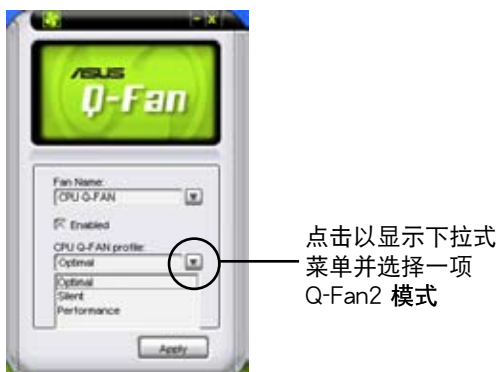 ASUS
Q-Fan
Fan Name:
CPU Q-FAN
Enabled
CPU Q-FAN profile:
Optimal
Optimal
Silent
Performance
Apply
点击以显示下拉式
菜单并选择一项
Q-Fan2 模式